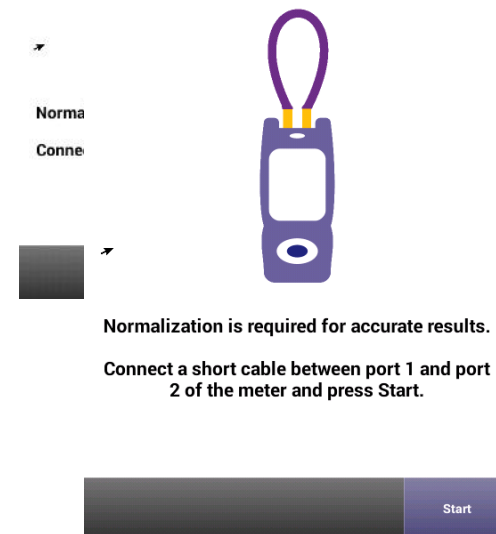 Norma
Conne
Normalization is required for accurate results.
Connect a short cable between port 1 and port
2 of the meter and press Start.
Start